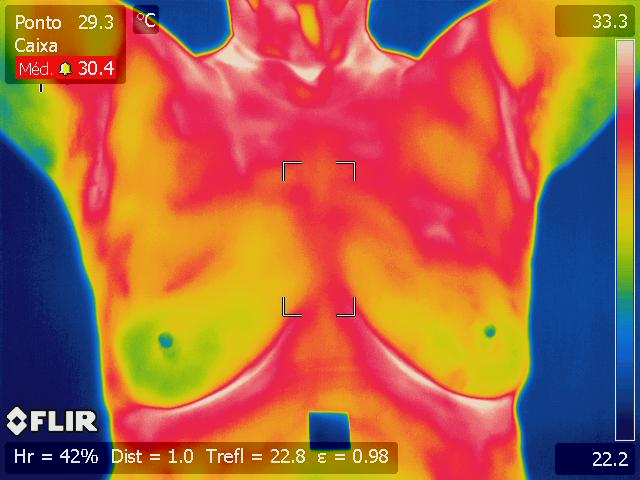 Ponto 29.3 °C
33.3
Caixa
Méd. 30.4
FLIR
Hr = 42% Dist = 1.0 Trefl = 22.8 ε = 0.98
22.2